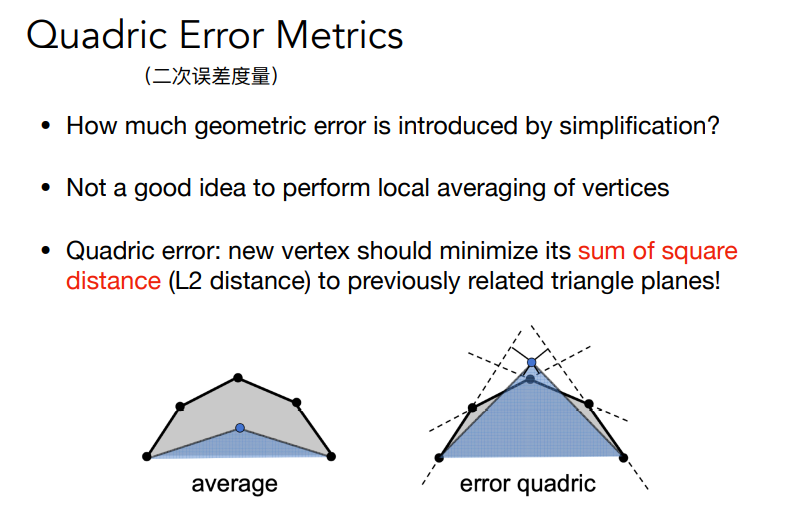 Quadric Error Metrics
（二次误差度量）
• How much geometric error is introduced by simplification?
• Not a good idea to perform local averaging of vertices
• Quadric error: new vertex should minimize its sum of square
distance (L2 distance) to previously related triangle planes!
average
error quadric